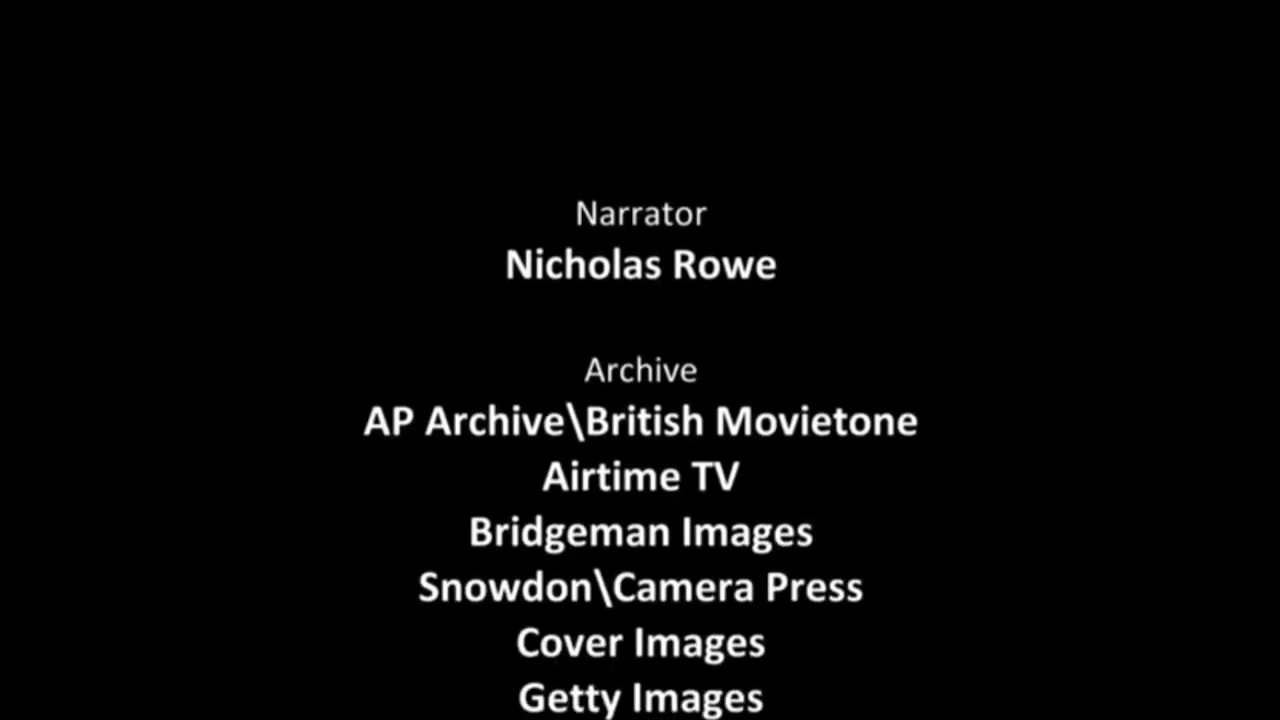 Narrator
Nicholas Rowe
Archive
AP Archive\British Movietone
Airtime TV
Bridgeman Images
Snowdon\Camera Press
Cover Images
Getty Images